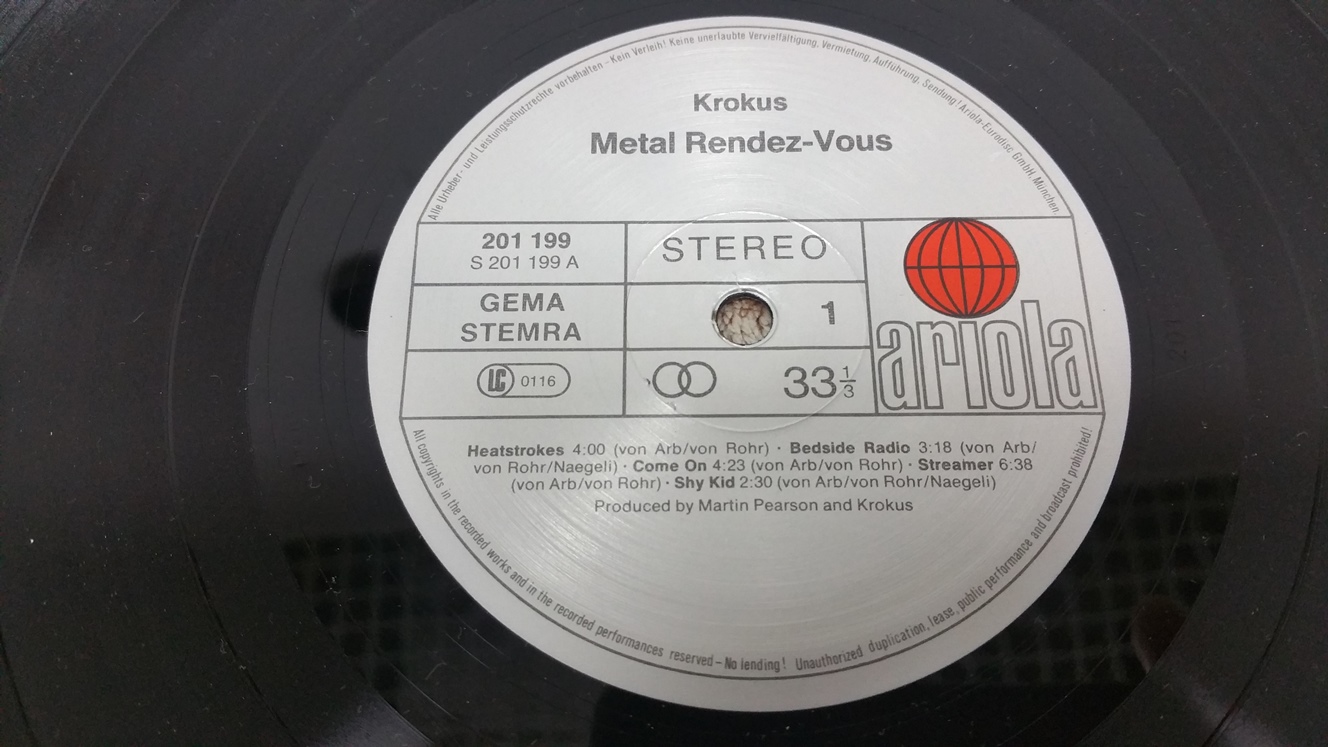 Alle Urheber- und Leistungsschutzrechte vorbehalten – Kein Verleih! Keine unerlaubte Vervielfältigung, Vermietung, Aufführung, Sendung! Ariola-Eurodisc GmbH, München.
Krokus
Metal Rendez-Vous
201 199
S 201 199 A
STEREO
GEMA
STEMRA
1
LC 0116
33 1/3
ariola
Heatstrokes 4:00 (von Arb/von Rohr) · Bedside Radio 3:18 (von Arb/
von Rohr/Naegeli) · Come On 4:23 (von Arb/von Rohr) · Streamer 6:38
(von Arb/von Rohr) · Shy Kid 2:30 (von Arb/von Rohr/Naegeli)
Produced by Martin Pearson and Krokus
All copyrights in the recorded works and in the recorded performances reserved – No lending! Unauthorized duplication, lease, public performance and broadcast prohibited!